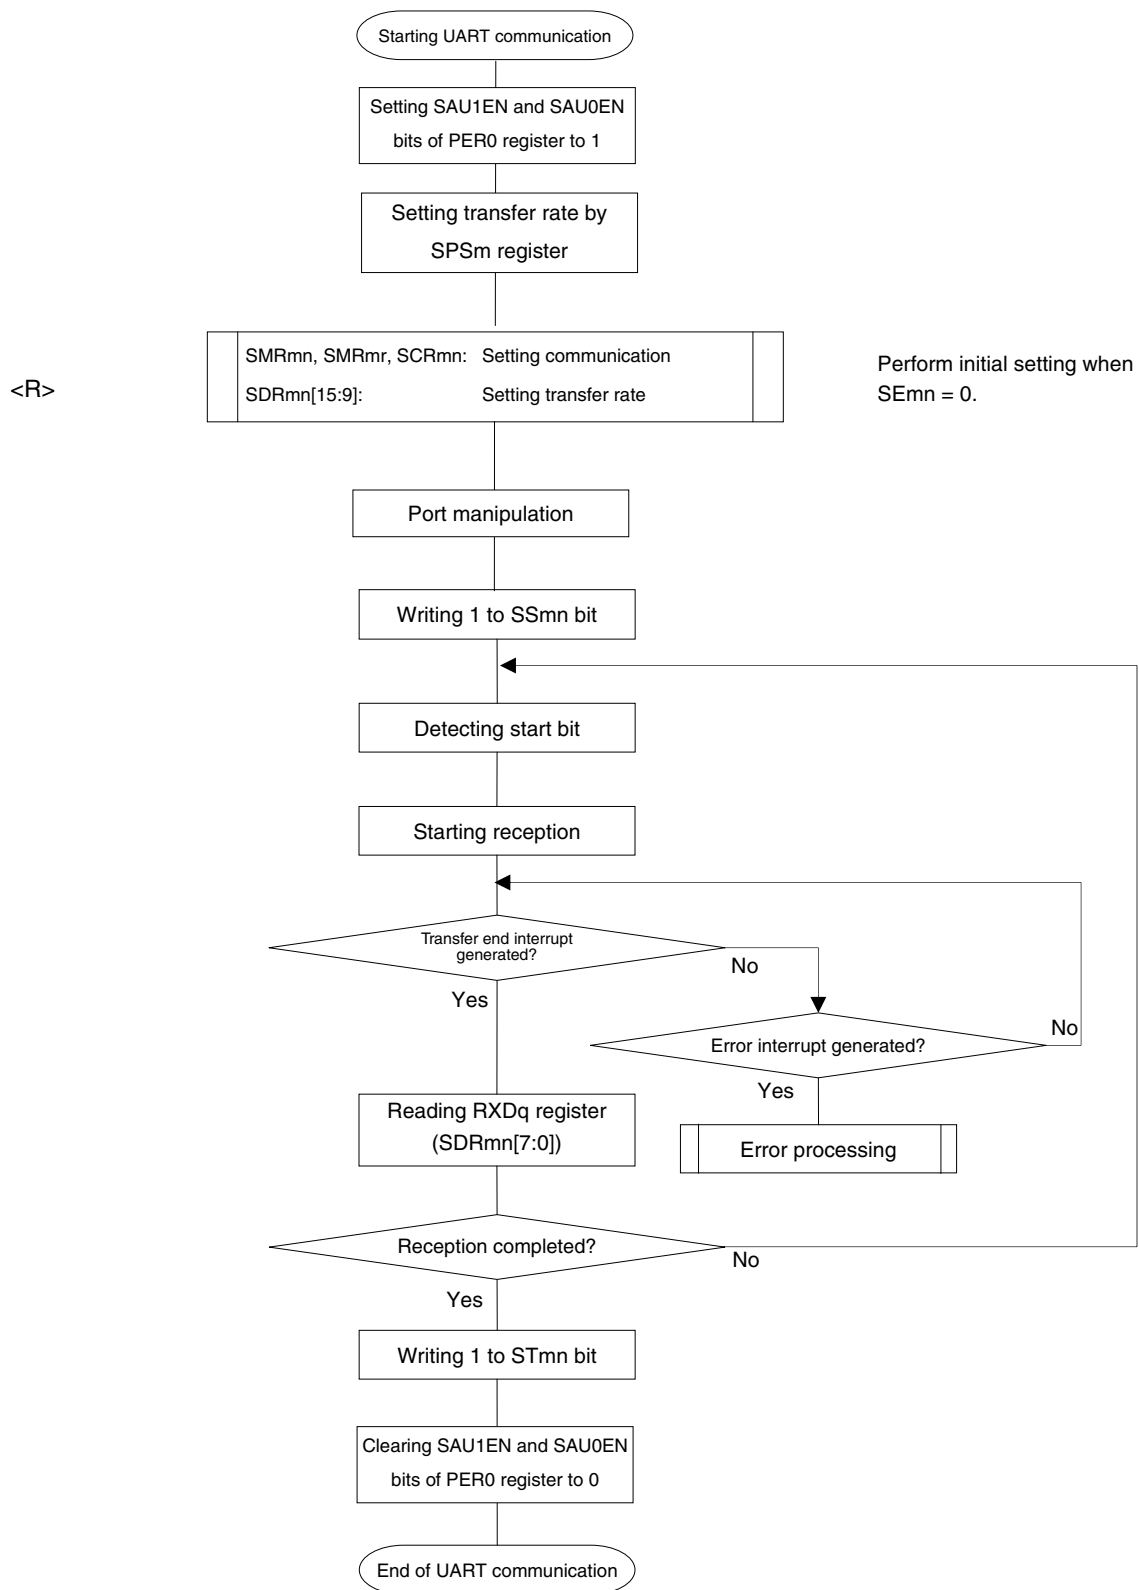 Starting UART communication
Setting SAU1EN and SAU0EN
bits of PER0 register to 1
Setting transfer rate by
SPSm register
<R>
SMRmn, SMRmr, SCRmn: Setting communication
SDRmn[15:9]: Setting transfer rate
Perform initial setting when
SEmn = 0.
Port manipulation
Writing 1 to SSmn bit
Detecting start bit
Starting reception
Transfer end interrupt
generated?
No
Yes
Error interrupt generated?
No
Yes
Error processing
Reading RXDq register
(SDRmn[7:0])
Reception completed?
No
Yes
Writing 1 to STmn bit
Clearing SAU1EN and SAU0EN
bits of PER0 register to 0
End of UART communication